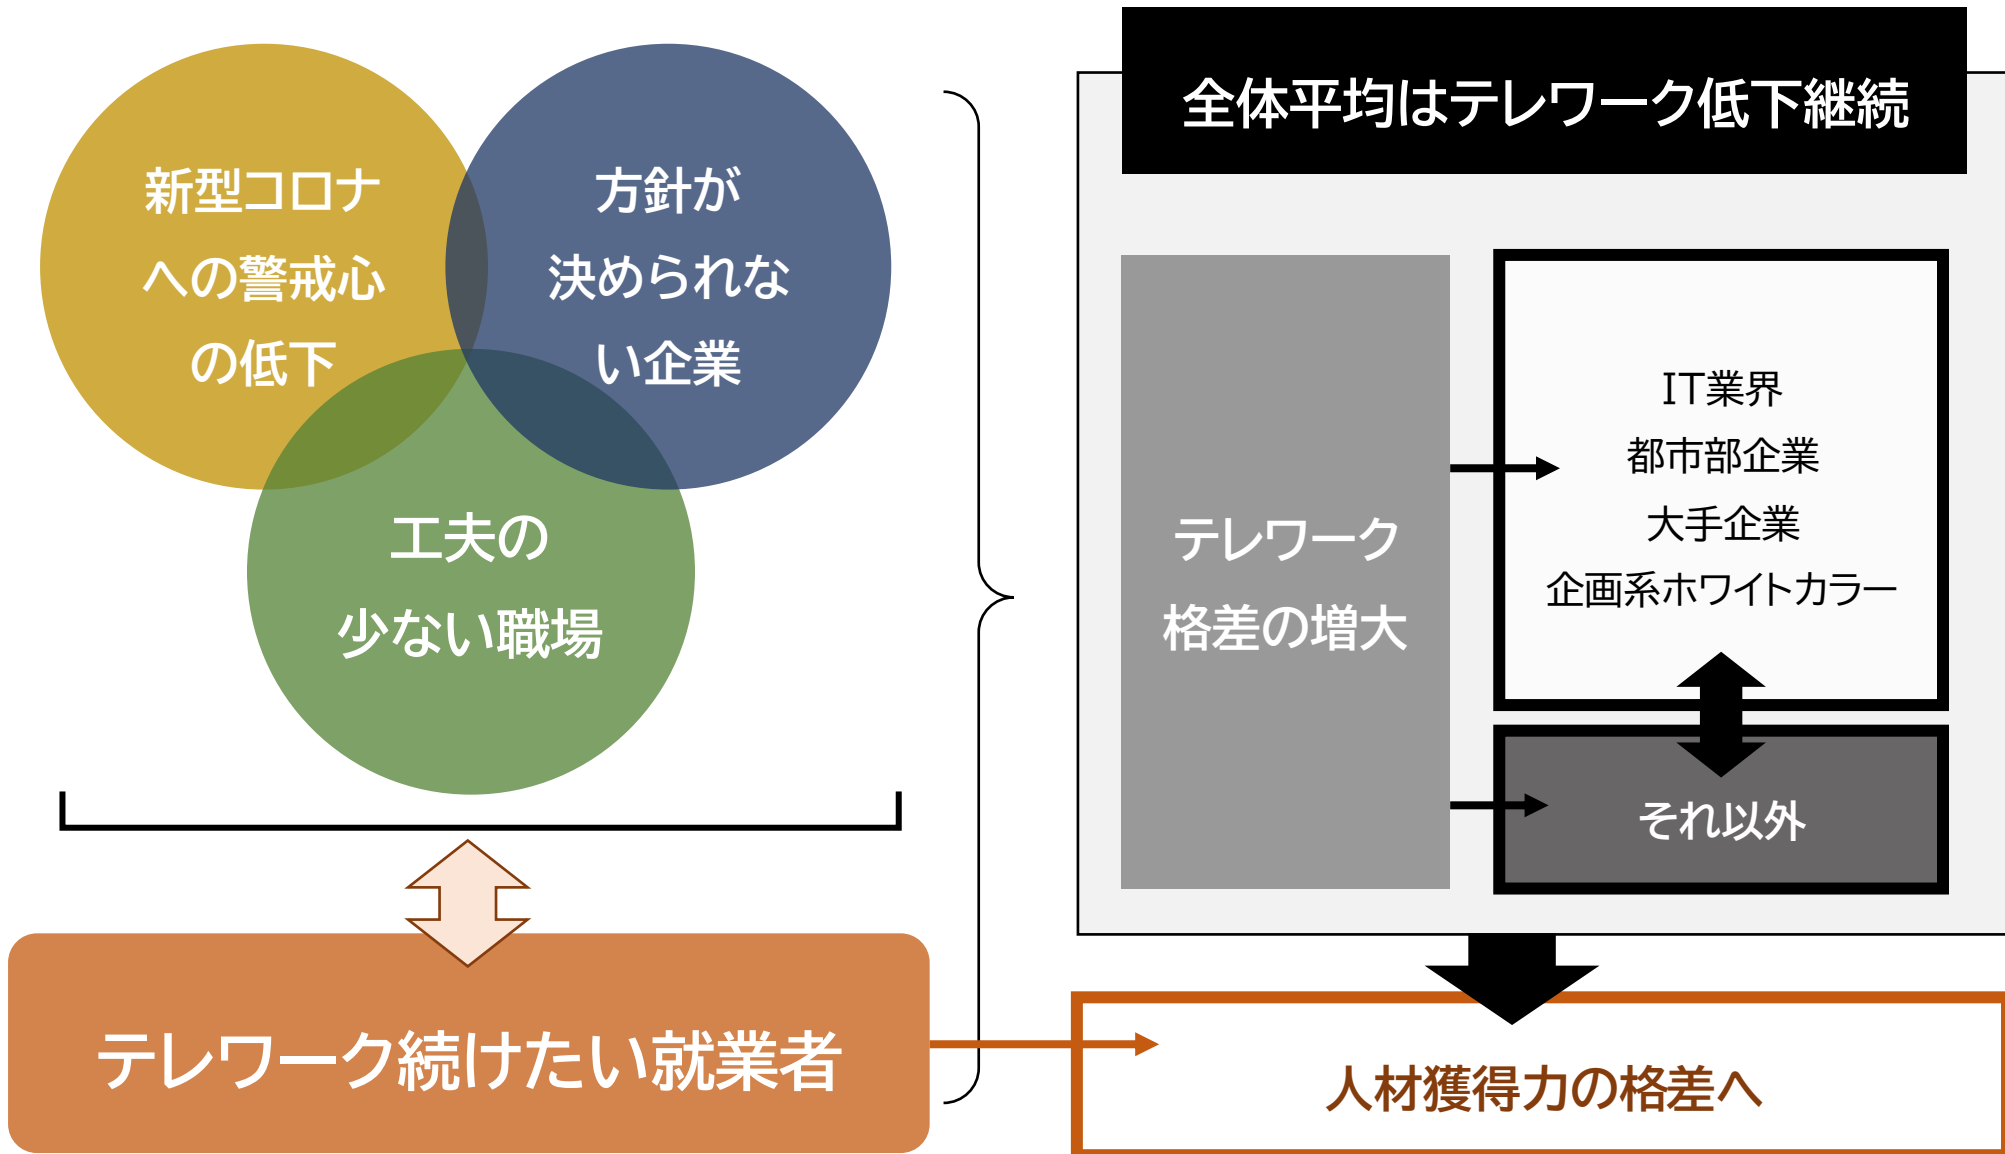 新型コロナ
への警戒心
の低下
方針が
決められな
い企業
工夫の
少ない職場
テレワーク続けたい就業者
全体平均はテレワーク低下継続
テレワーク
格差の増大
IT業界
都市部企業
大手企業
企画系ホワイトカラー
それ以外
人材獲得力の格差へ